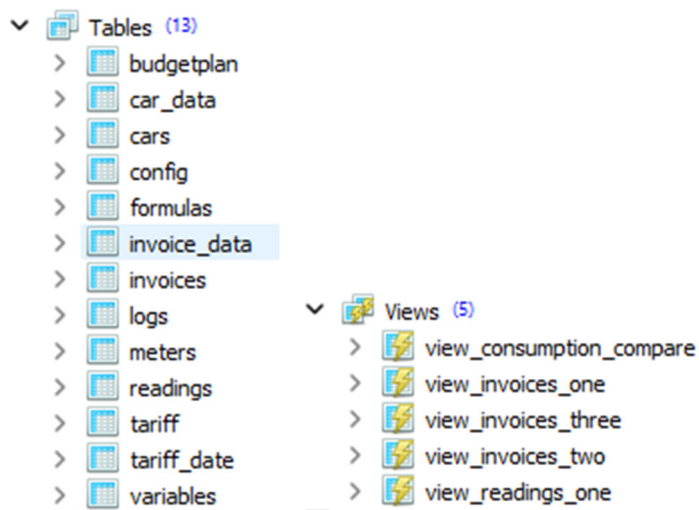 Tables (13)
budgetplan
car_data
cars
config
formulas
invoice_data
invoices
logs
meters
readings
tariff
tariff_date
variables
Views (5)
view_consumption_compare
view_invoices_one
view_invoices_three
view_invoices_two
view_readings_one